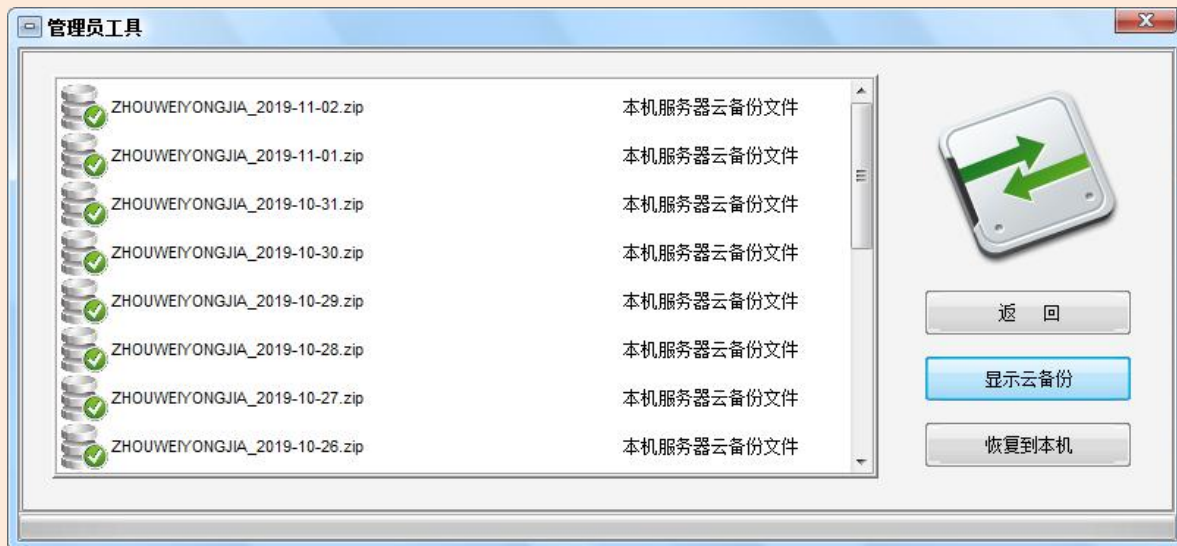 管理员工具
ZHOUWEIYONGJIA_2019-11-02.zip 本机服务器云备份文件
ZHOUWEIYONGJIA_2019-11-01.zip 本机服务器云备份文件
ZHOUWEIYONGJIA_2019-10-31.zip 本机服务器云备份文件
ZHOUWEIYONGJIA_2019-10-30.zip 本机服务器云备份文件
ZHOUWEIYONGJIA_2019-10-29.zip 本机服务器云备份文件
ZHOUWEIYONGJIA_2019-10-28.zip 本机服务器云备份文件
ZHOUWEIYONGJIA_2019-10-27.zip 本机服务器云备份文件
ZHOUWEIYONGJIA_2019-10-26.zip 本机服务器云备份文件
返 回
显示云备份
恢复到本机